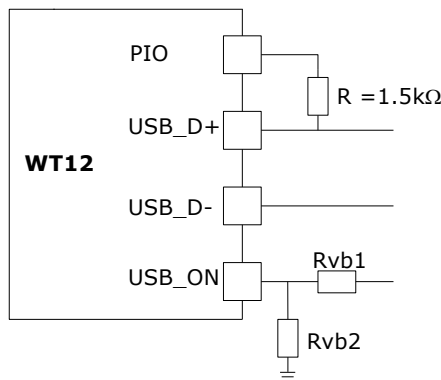 PIO
R =1.5kΩ
USB_D+
WT12
USB_D-
Rvb1
USB_ON
Rvb2